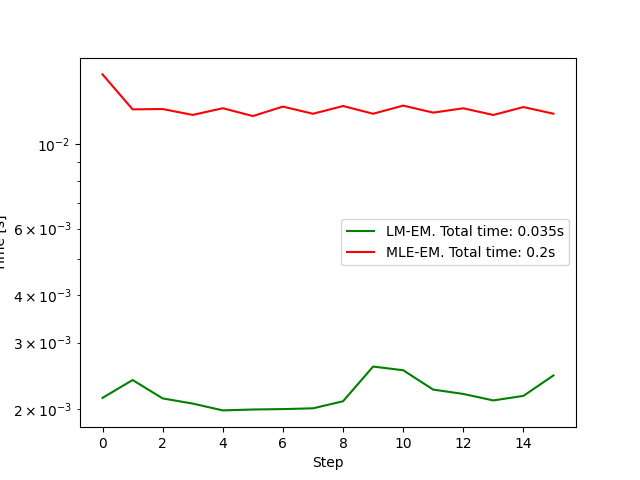 10⁻²
6 × 10⁻³
4 × 10⁻³
3 × 10⁻³
2 × 10⁻³
[s]
LM-EM. Total time: 0.035s
MLE-EM. Total time: 0.2s
0 2 4 6 8 10 12 14
Step